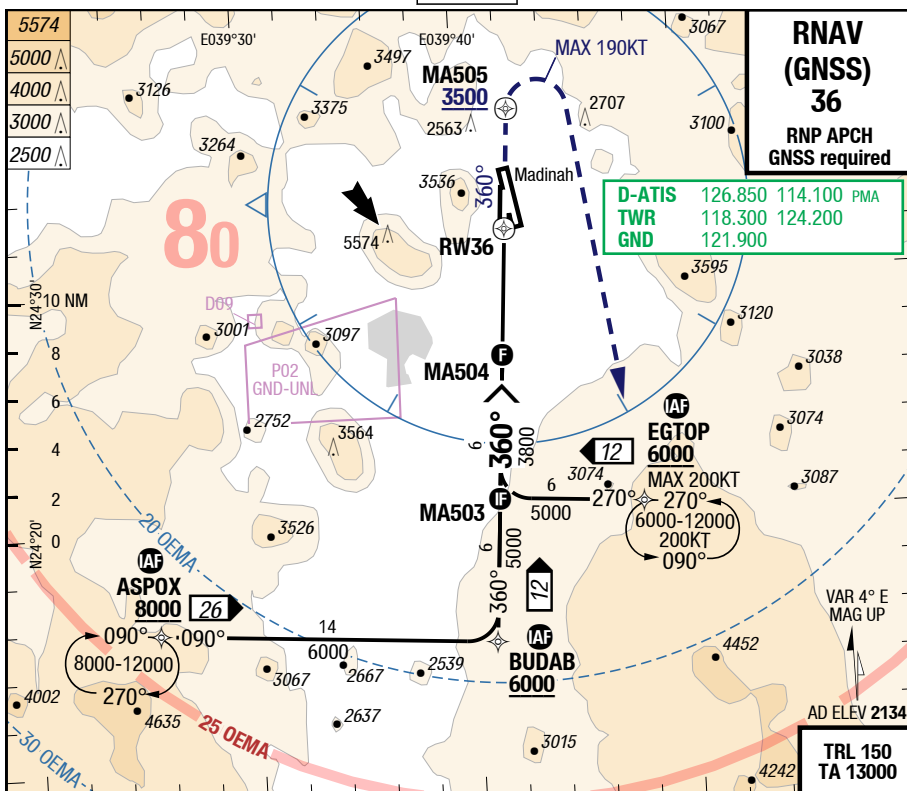 5574
5000
4000
3000
2500
E039°30'
E039°40'
3067
3497
MAX 190KT
MA505
3500
3126
3375
2563
2707
3100
3264
3536
360°
Madinah
RNAV
(GNSS)
36
RNP APCH
GNSS required
D-ATIS 126.850 114.100 PMA
TWR 118.300 124.200
GND 121.900
80
5574
RW36
3595
N24°30'
10 NM
D09
3001
3097
3120
8
MA504
F
3038
P02
GND-UNL
6
IAF
EGTOP
6000
2752
3564
6
360°
3800
12
3074
3074
MAX 200KT
3087
4
2
MA503
IF
6
5000
270°
270°
6000-12000
200KT
090°
3526
0
N24°20'
20 OEMA
6
5000
360°
12
IAF
ASPOX
8000
26
VAR 4° E
MAG UP
090°
090°
14
6000
IAF
BUDAB
6000
8000-12000
270°
3067
2667
2539
4452
4002
4635
2637
25 OEMA
30 OEMA
3015
AD ELEV 2134
4242
TRL 150
TA 13000